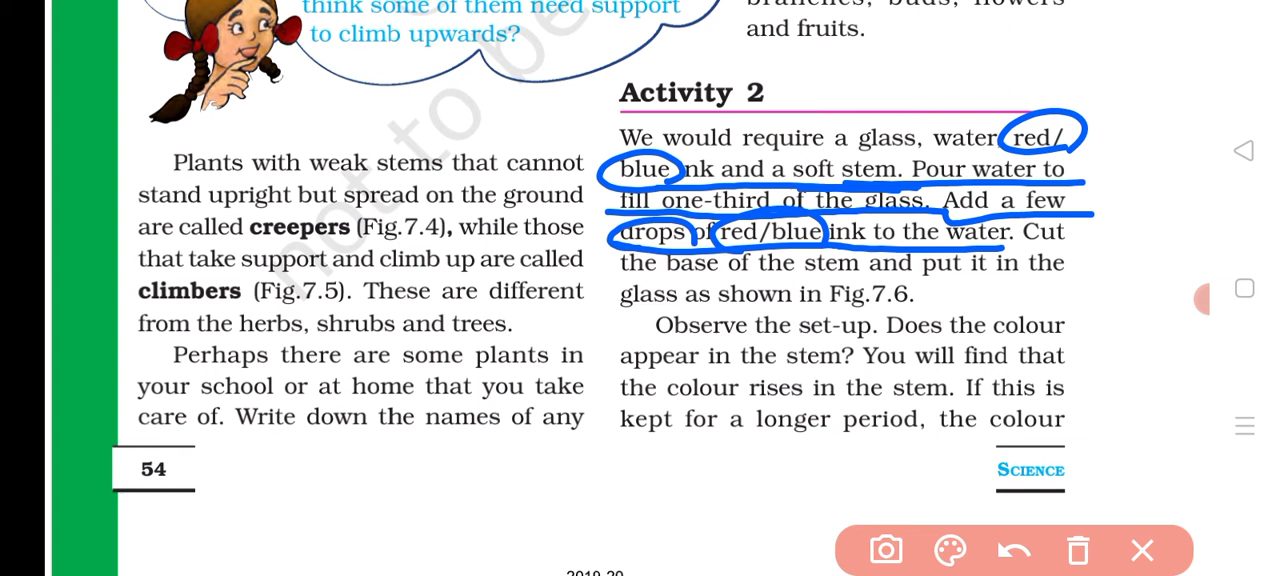 think some of them need support
to climb upwards?
Plants with weak stems that cannot
stand upright but spread on the ground
are called creepers (Fig.7.4), while those
that take support and climb up are called
climbers (Fig.7.5). These are different
from the herbs, shrubs and trees.
Perhaps there are some plants in
your school or at home that you take
care of. Write down the names of any
54
branches, buds, flowers
and fruits.
Activity 2
We would require a glass, water, red/
blue ink and a soft stem. Pour water to
fill one-third of the glass. Add a few
drops of red/blue ink to the water. Cut
the base of the stem and put it in the
glass as shown in Fig.7.6.
Observe the set-up. Does the colour
appear in the stem? You will find that
the colour rises in the stem. If this is
kept for a longer period, the colour
SCIENCE
2019-20
not to be